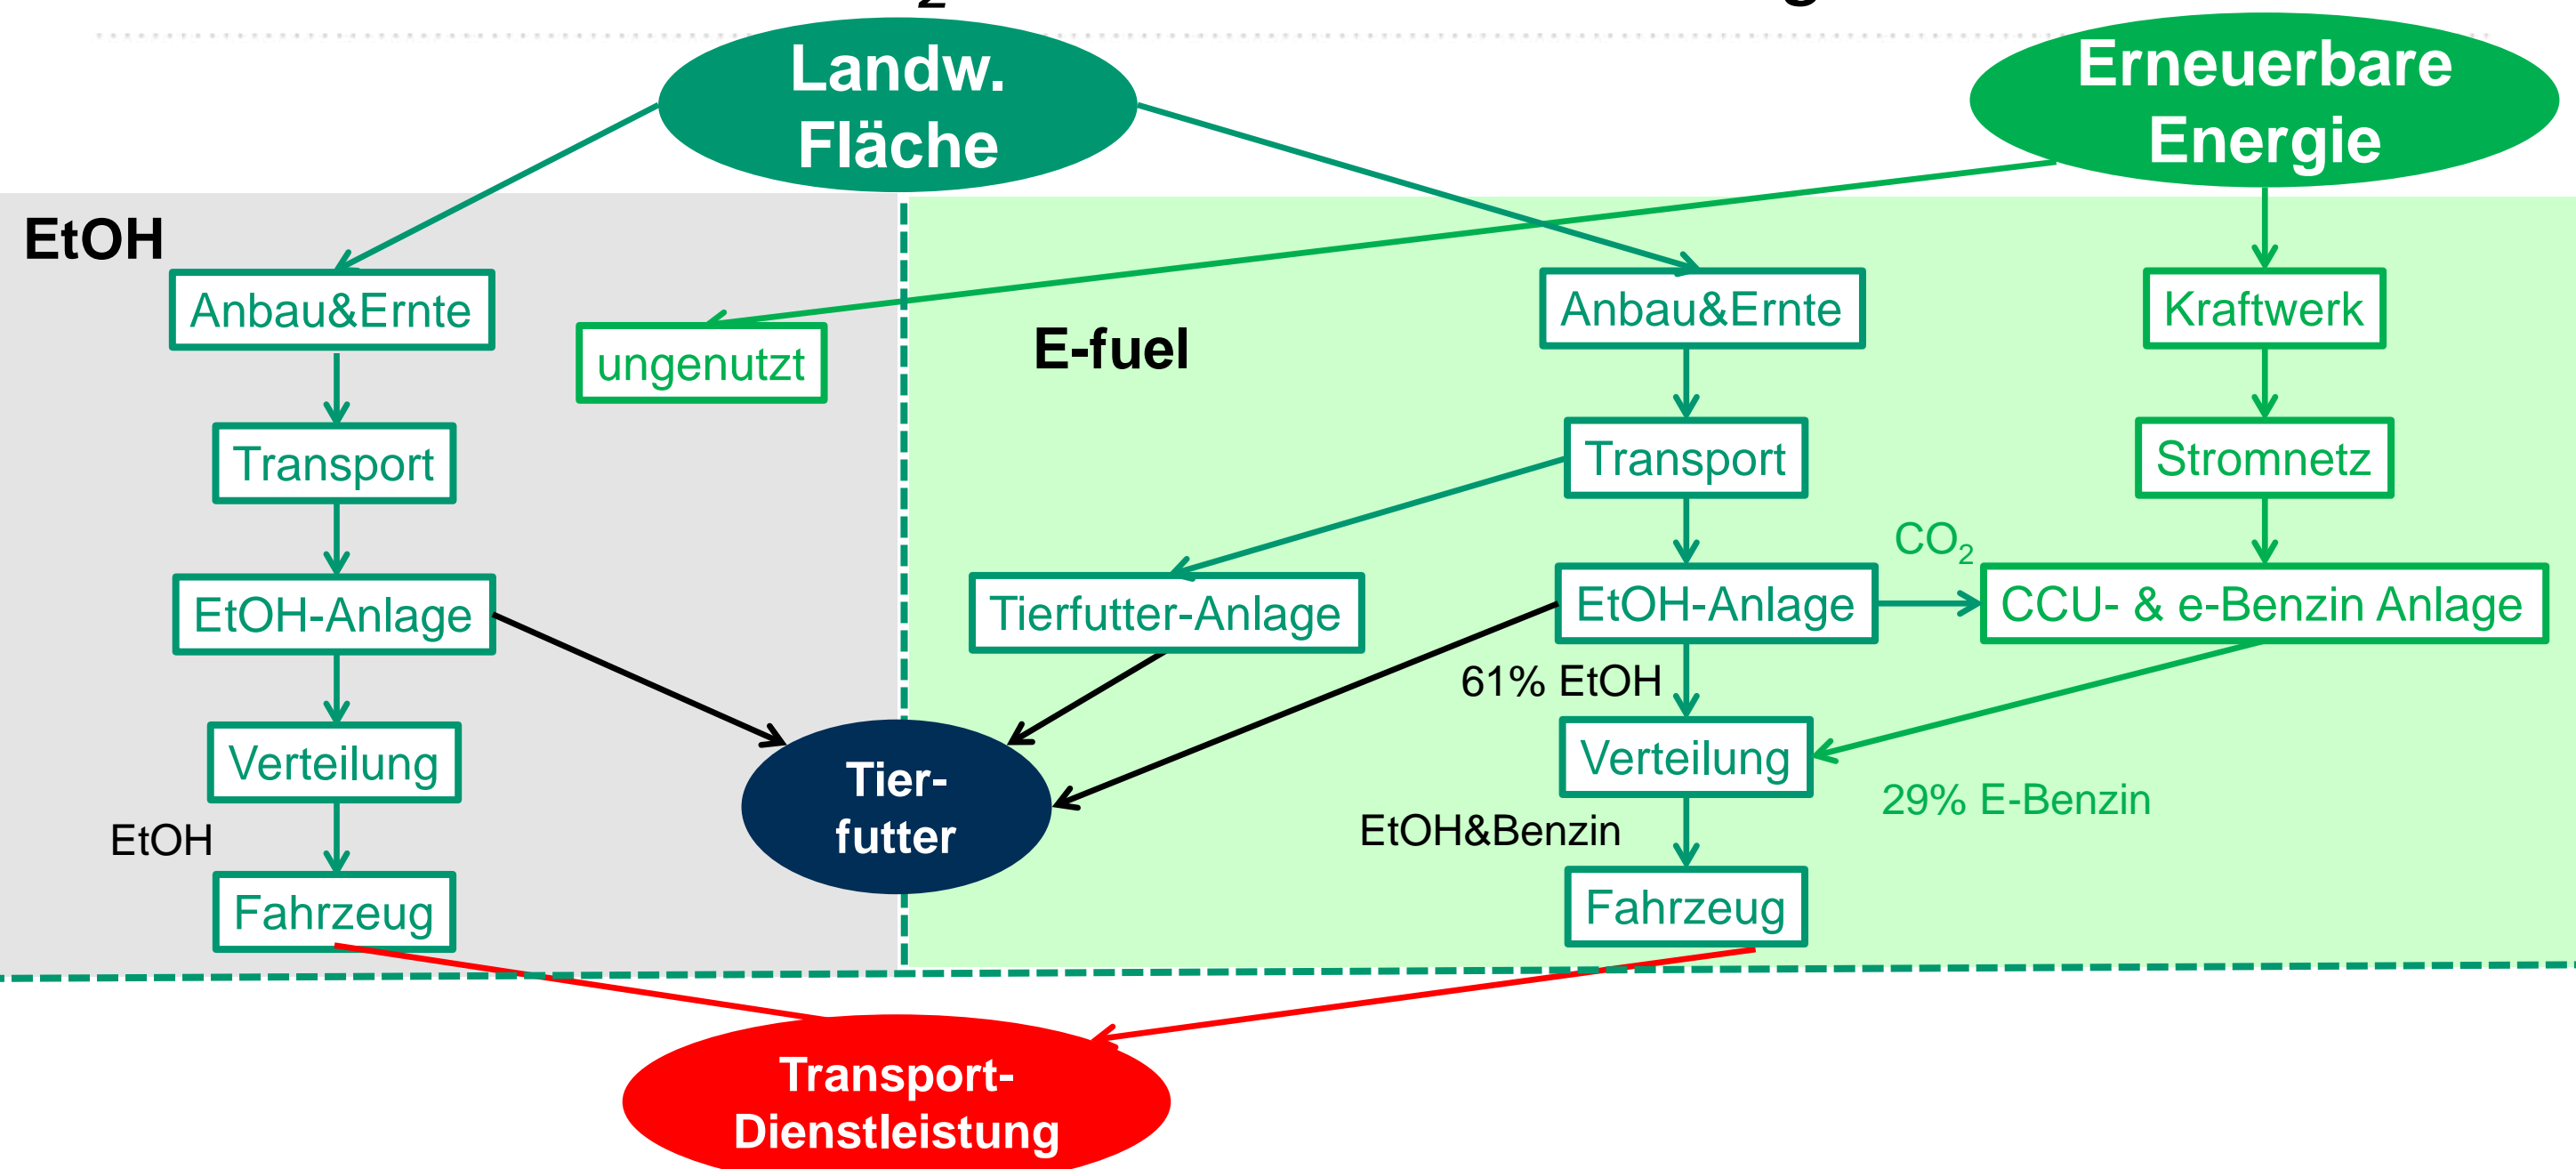 2
g
Landw.
Fläche
Erneuerbare
Energie
EtOH
Anbau&Ernte
ungenutzt
E-fuel
Anbau&Ernte
Kraftwerk
Transport
Transport
Stromnetz
CO₂
EtOH-Anlage
Tierfutter-Anlage
EtOH-Anlage
CCU- & e-Benzin Anlage
61% EtOH
Verteilung
Tier-
futter
Verteilung
29% E-Benzin
EtOH
EtOH&Benzin
Fahrzeug
Fahrzeug
Transport-
Dienstleistung